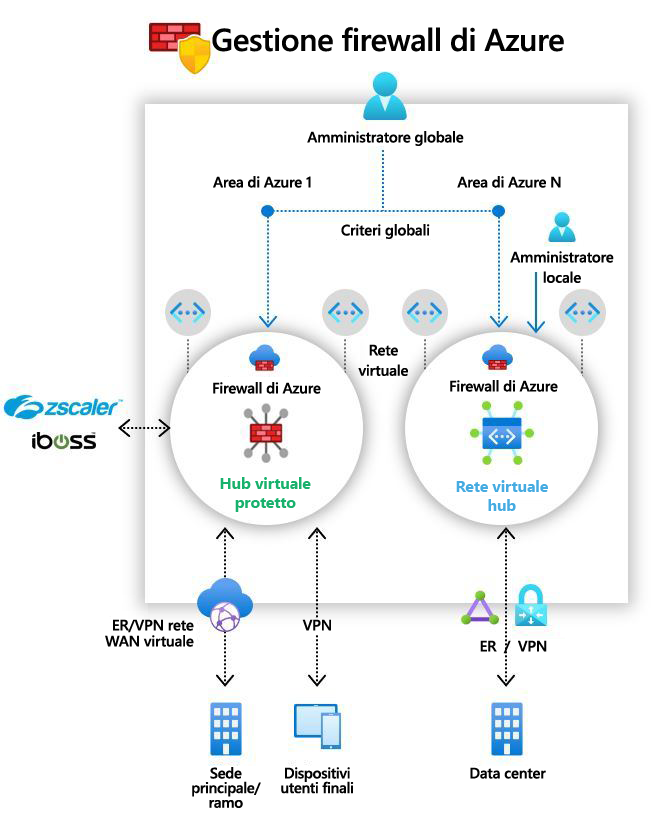 Gestione firewall di Azure
Amministratore globale
Area di Azure 1
Area di Azure N
Criteri globali
Amministratore
locale
Rete
virtuale
Firewall di Azure
Firewall di Azure
zscaler™
iboss™
Hub virtuale
protetto
Rete virtuale
hub
ER/VPN rete
WAN virtuale
VPN
ER / VPN
Sede
principale/
ramo
Dispositivi
utenti finali
Data center